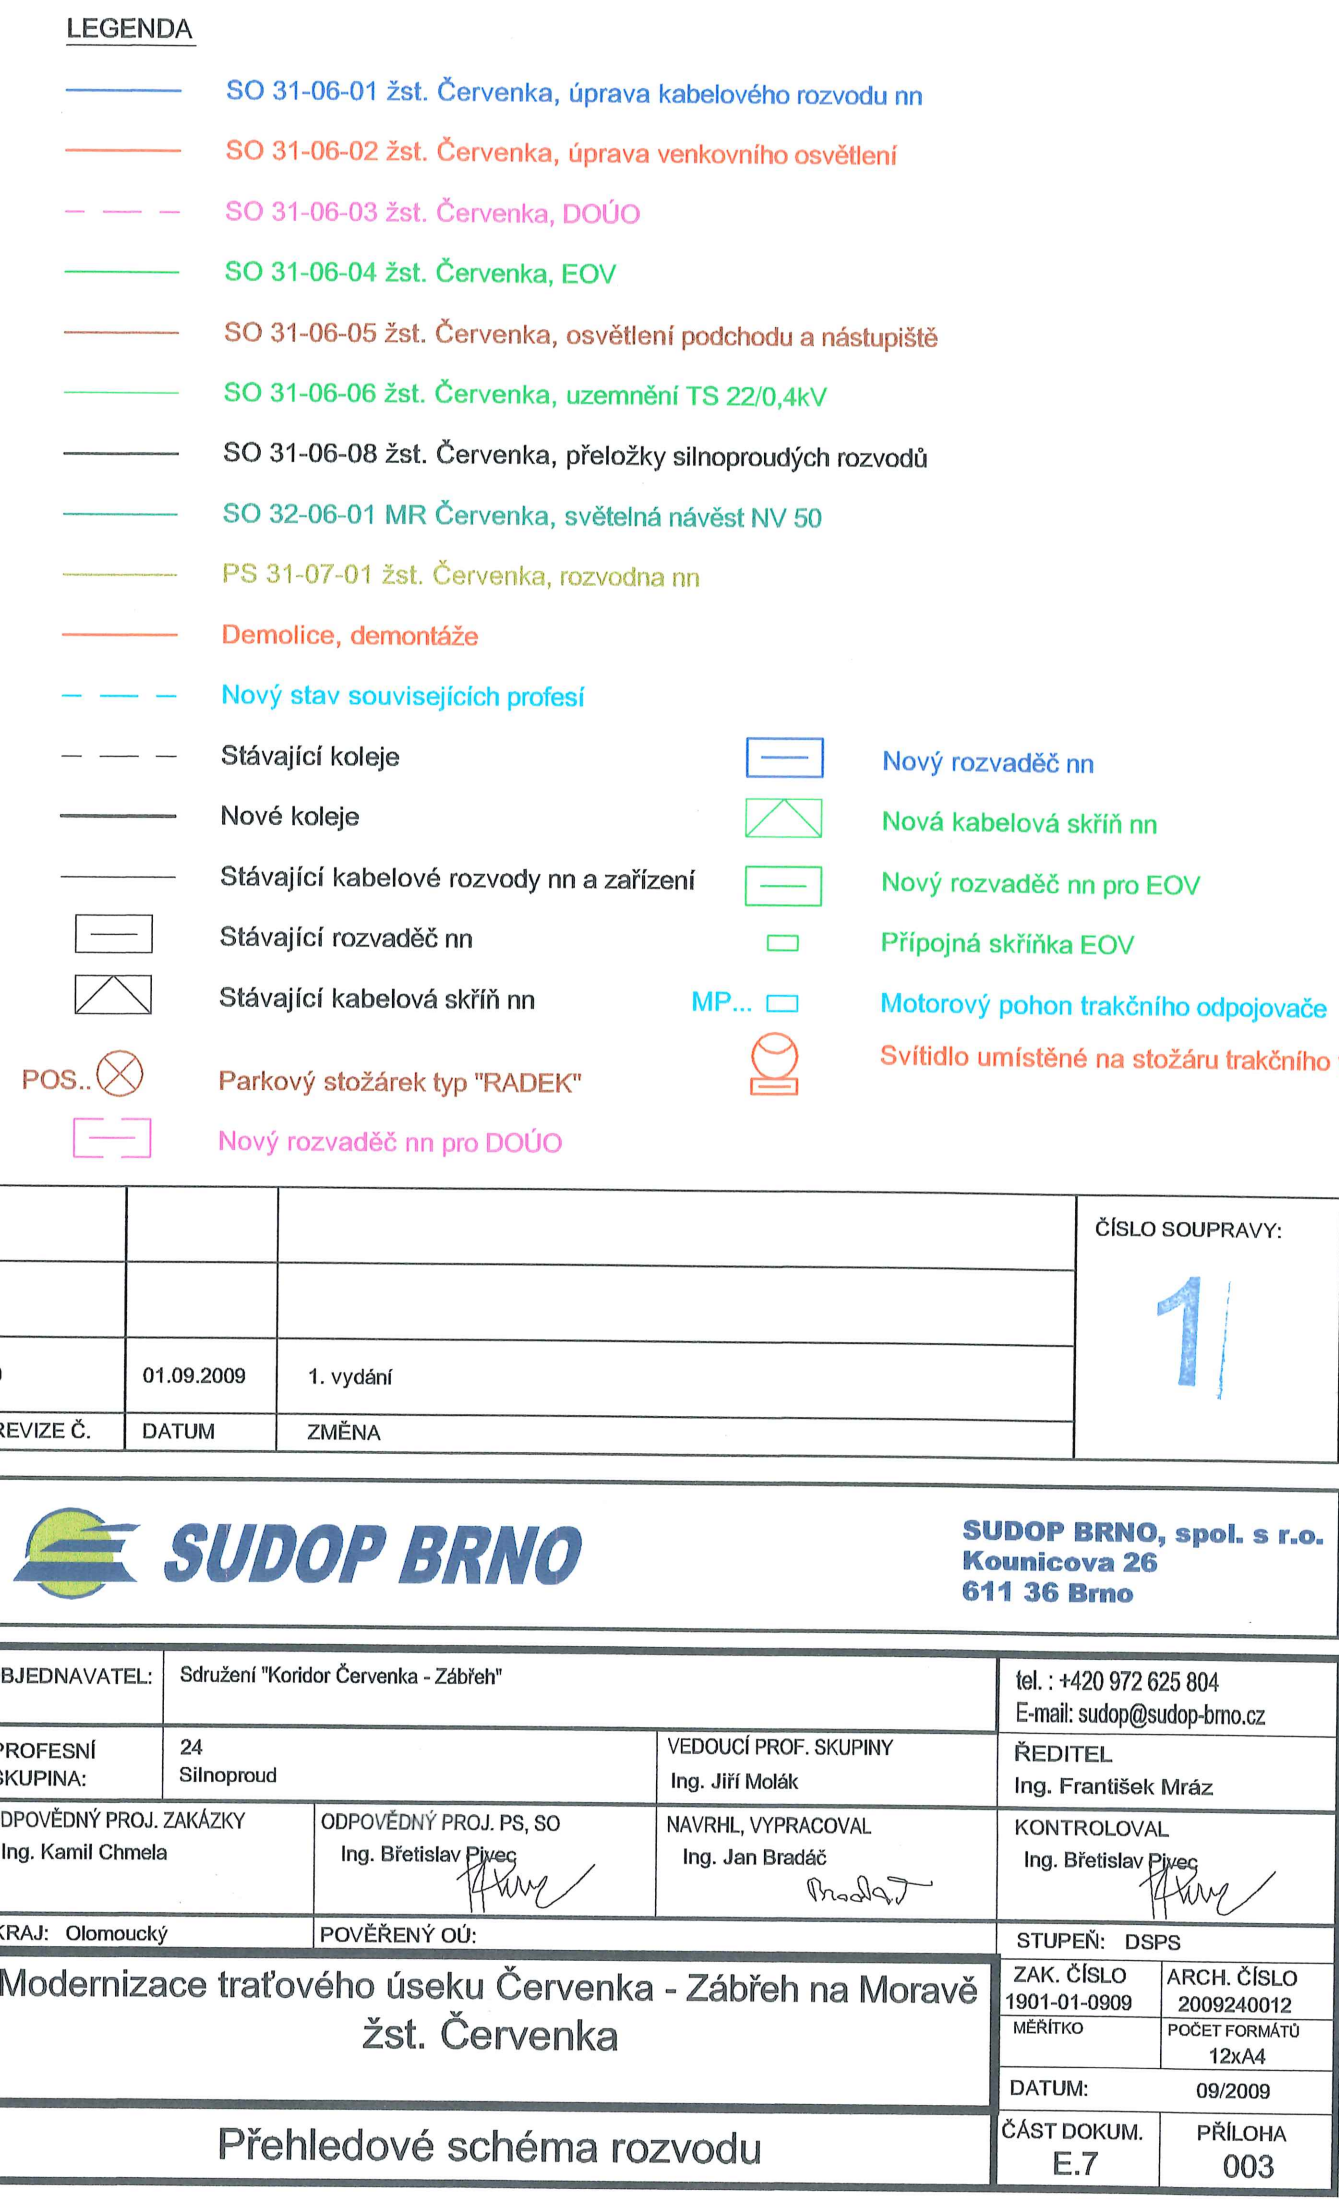 LEGENDA
SO 31-06-01 žst. Červenka, úprava kabelového rozvodu nn
SO 31-06-02 žst. Červenka, úprava venkovního osvětlení
SO 31-06-03 žst. Červenka, DOÚO
SO 31-06-04 žst. Červenka, EOV
SO 31-06-05 žst. Červenka, osvětlení podchodu a nástupiště
SO 31-06-06 žst. Červenka, uzemnění TS 22/0,4kV
SO 31-06-08 žst. Červenka, přeložky silnoproudých rozvodů
SO 32-06-01 MR Červenka, světelná návěst NV 50
PS 31-07-01 žst. Červenka, rozvodna nn
Demolice, demontáže
Nový stav souvisejících profesí
Stávající koleje
Nové koleje
Stávající kabelové rozvody nn a zařízení
Stávající rozvaděč nn
Stávající kabelová skříň nn
POS.. Parkový stožárek typ "RADEK"
Nový rozvaděč nn pro DOÚO
Nový rozvaděč nn
Nová kabelová skříň nn
Nový rozvaděč nn pro EOV
Přípojná skříňka EOV
MP... Motorový pohon trakčního odpojovače
Svítidlo umístěné na stožáru trakčního
ČÍSLO SOUPRAVY:
1
01.09.2009 1. vydání
REVIZE Č. DATUM ZMĚNA
SUDOP BRNO
SUDOP BRNO, spol. s r.o.
Kounicova 26
611 36 Brno
BJEDNAVATEL: Sdružení "Koridor Červenka - Zábřeh"
tel. : +420 972 625 804
E-mail: sudop@sudop-brno.cz
PROFESNÍ
SKUPINA:
24
Silnoproud
VEDOUCÍ PROF. SKUPINY
Ing. Jiří Molák
ŘEDITEL
Ing. František Mráz
DPOVĚDNÝ PROJ. ZAKÁZKY
Ing. Kamil Chmela
ODPOVĚDNÝ PROJ. PS, SO
Ing. Břetislav Pivec
NAVRHL, VYPRACOVAL
Ing. Jan Bradáč
KONTROLOVAL
Ing. Břetislav Pivec
KRAJ: Olomoucký
POVĚŘENÝ OÚ:
STUPEŇ: DSPS
Modernizace traťového úseku Červenka - Zábřeh na Moravě
žst. Červenka
ZAK. ČÍSLO
1901-01-0909
ARCH. ČÍSLO
2009240012
MĚŘÍTKO
POČET FORMÁTŮ
12xA4
DATUM: 09/2009
Přehledové schéma rozvodu
ČÁST DOKUM.
E.7
PŘÍLOHA
003